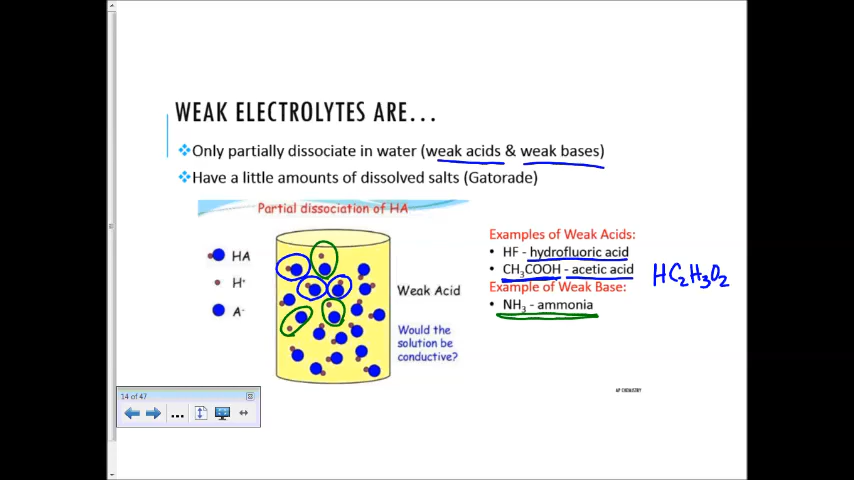 WEAK ELECTROLYTES ARE…
❖Only partially dissociate in water (weak acids & weak bases)
❖Have a little amounts of dissolved salts (Gatorade)
Partial dissociation of HA
HA
H⁺
A⁻
Weak Acid
Would the
solution be
conductive?
Examples of Weak Acids:
• HF - hydrofluoric acid
• CH₃COOH - acetic acid HC₂H₃O₂
Example of Weak Base:
• NH₃ - ammonia
AP CHEMISTRY
14 of 47